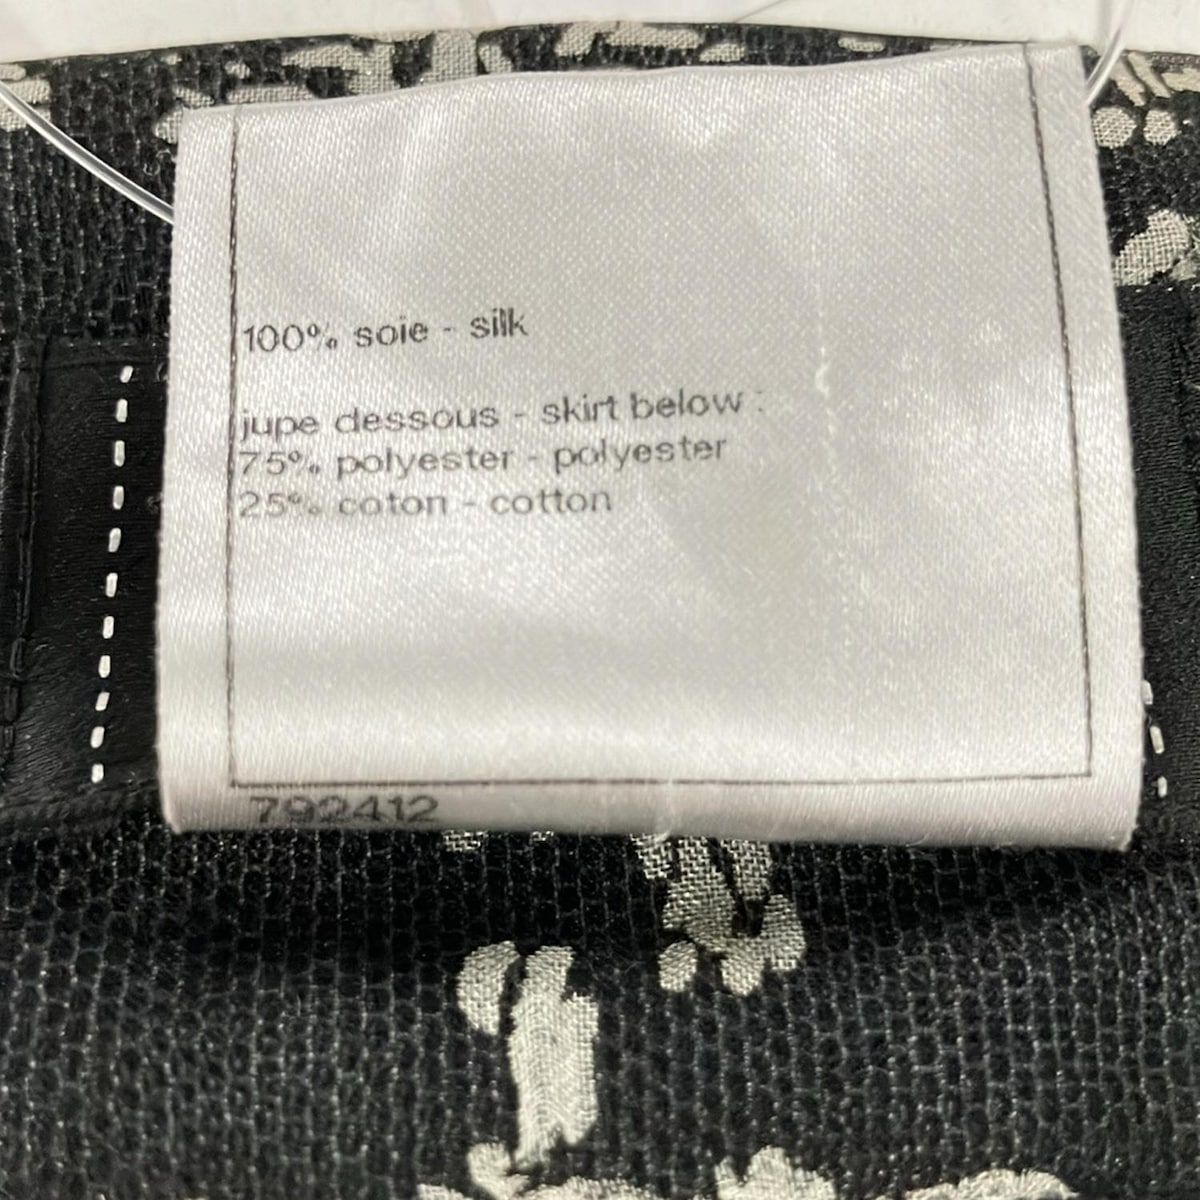 100% soie - silk
jupe dessous - skirt below :
75% polyester - polyester
25% coton - cotton
792412